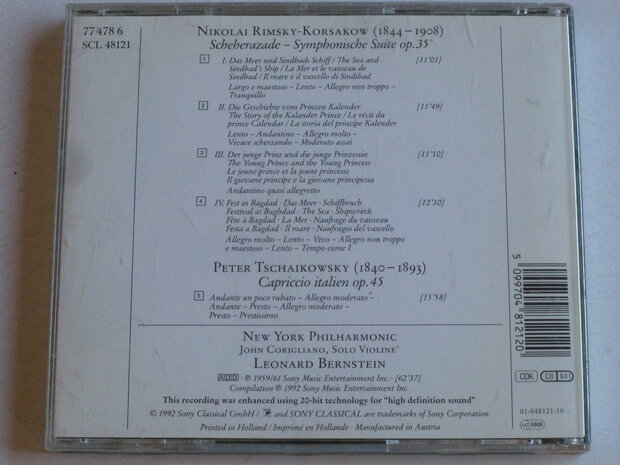 77 478 6
SCL 48121
NIKOLAI RIMSKY-KORSAKOW (1844–1908)
Scheherazade – Symphonische Suite op.35°
1 I. Das Meer und Sindbads Schiff / The Sea and [11'01]
Sindbad's Ship / La Mer et le vaisseau de
Sindbad / Il mare e il vascello di Sindibad
Largo e maestoso – Lento – Allegro non troppo –
Tranquillo
2 II. Die Geschichte vom Prinzen Kalender [11'49]
The Story of the Kalander Prince / Le récit du
prince Calendar / La storia del principe Kalender
Lento – Andantino – Allegro molto –
Vivace scherzando – Moderato assai
3 III. Der junge Prinz und die junge Prinzessin [11'10]
The Young Prince and the Young Princess
Le jeune prince et la jeune princesse
Il giovane principe e la giovane principessa
Andantino quasi allegretto
4 IV. Fest in Bagdad · Das Meer · Schiffbruch [12'30]
Festival at Baghdad · The Sea · Shipwreck
Fête à Bagdad · La Mer · Naufrage du vaisseau
Festa a Bagdad · Il mare · Naufragio del vascello
Allegro molto – Lento – Vivo – Allegro non troppo
e maestoso – Lento – Tempo come I
PETER TSCHAIKOWSKY (1840–1893)
Capriccio italien op.45
5 Andante un poco rubato – Allegro moderato – [15'58]
Andante – Presto – Allegro moderato –
Presto – Prestissimo
NEW YORK PHILHARMONIC
JOHN CORIGLIANO, SOLO VIOLINE°
LEONARD BERNSTEIN
ADD · ℗ 1959/61 Sony Music Entertainment Inc. · [62'37]
Compilation ℗ 1992 Sony Music Entertainment Inc.
This recording was enhanced using 20-bit technology for "high definition sound"
© 1992 Sony Classical GmbH / and SONY CLASSICAL are trademarks of Sony Corporation
Printed in Holland / Imprimé en Hollande · Manufactured in Austria
5 099704 812120
CDK CB 841
01-048121-10
LC 6868